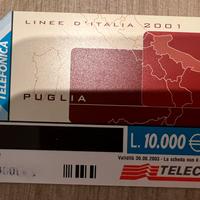 TELEFONICA
LINEE D'ITALIA 2001
PUGLIA
L. 10.000
Validità 30.06.2003 - La scheda non è
TELEC